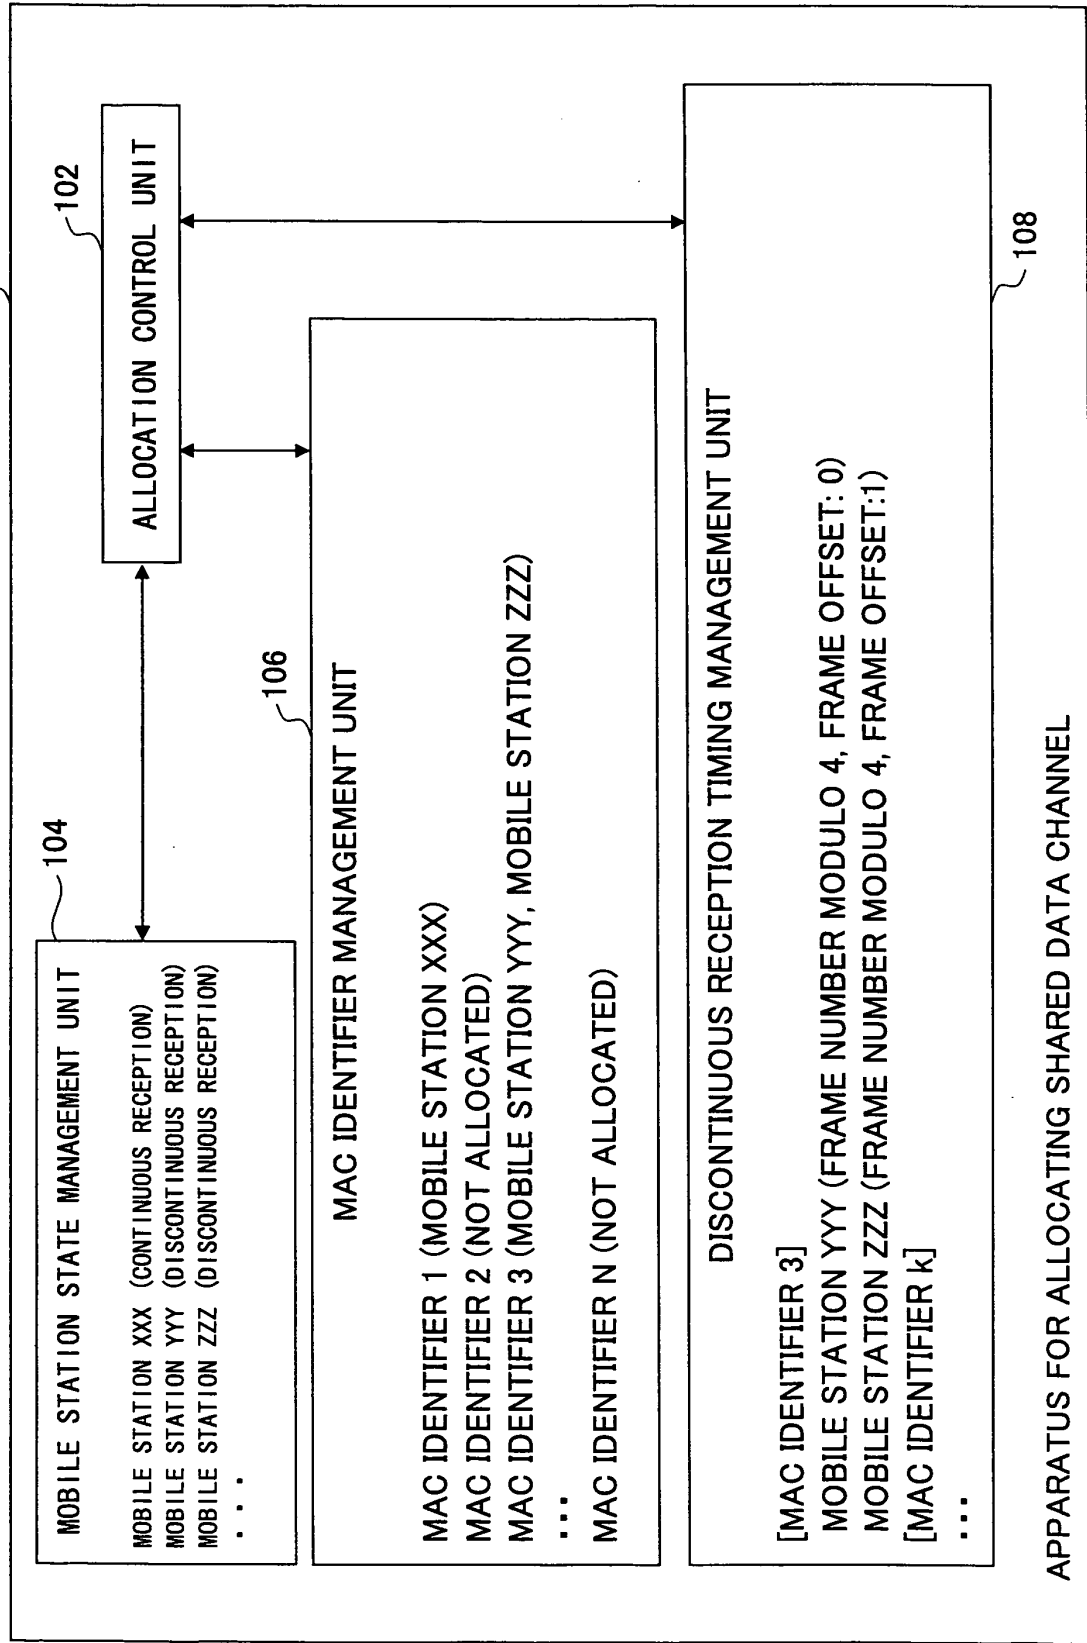 MOBILE STATION STATE MANAGEMENT UNIT
104
MOBILE STATION XXX (CONTINUOUS RECEPTION)
MOBILE STATION YYY (DISCONTINUOUS RECEPTION)
MOBILE STATION ZZZ (DISCONTINUOUS RECEPTION)
...
102
ALLOCATION CONTROL UNIT
106
MAC IDENTIFIER MANAGEMENT UNIT
MAC IDENTIFIER 1 (MOBILE STATION XXX)
MAC IDENTIFIER 2 (NOT ALLOCATED)
MAC IDENTIFIER 3 (MOBILE STATION YYY, MOBILE STATION ZZZ)
...
MAC IDENTIFIER N (NOT ALLOCATED)
DISCONTINUOUS RECEPTION TIMING MANAGEMENT UNIT
[MAC IDENTIFIER 3]
MOBILE STATION YYY (FRAME NUMBER MODULO 4, FRAME OFFSET: 0)
MOBILE STATION ZZZ (FRAME NUMBER MODULO 4, FRAME OFFSET:1)
[MAC IDENTIFIER k]
...
108
APPARATUS FOR ALLOCATING SHARED DATA CHANNEL